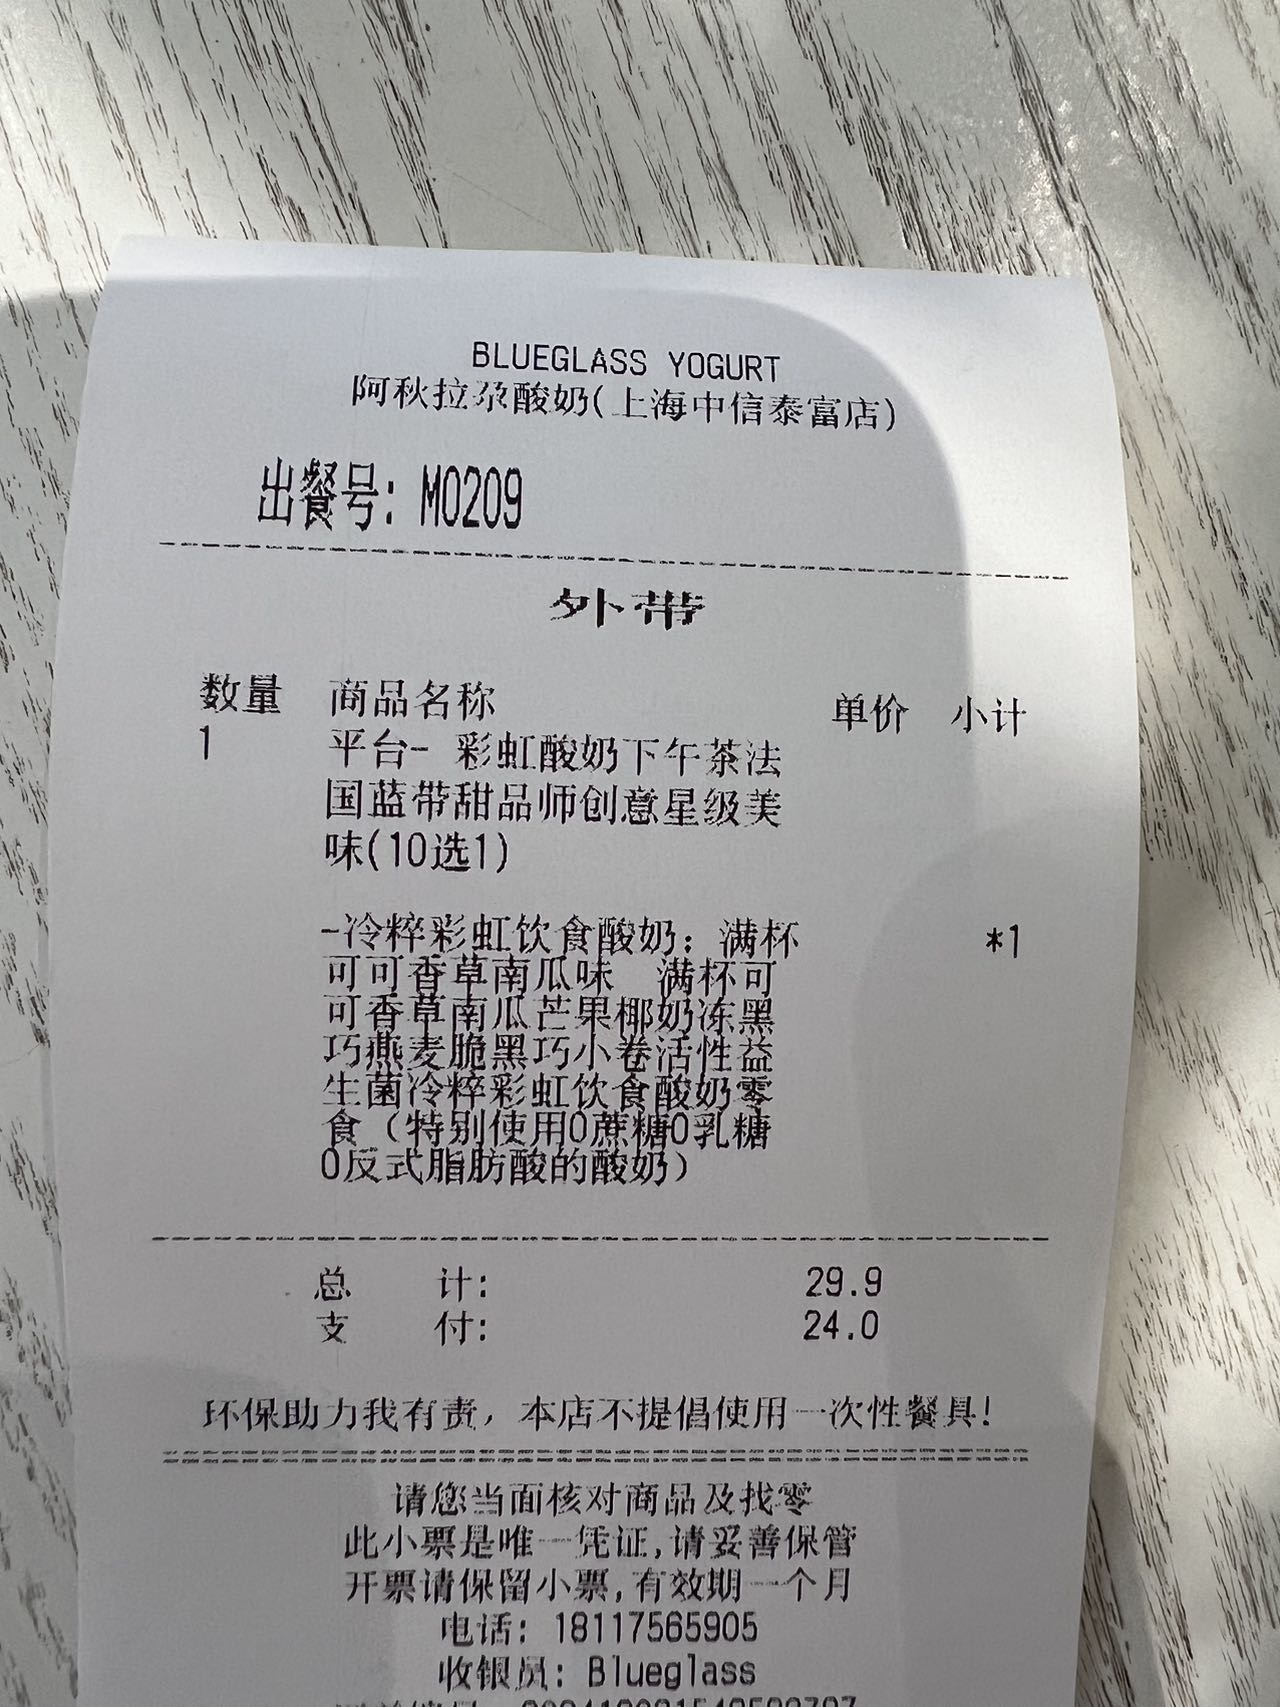 BLUEGLASS YOGURT
阿秋拉尕酸奶(上海中信泰富店)
出餐号: M0209
外带
数量 商品名称 单价 小计
1 平台- 彩虹酸奶下午茶法
国蓝带甜品师创意星级美
味(10选1)
-冷粹彩虹饮食酸奶: 满杯 *1
可可香草南瓜味 满杯可
可香草南瓜芒果椰奶冻黑
巧燕麦脆黑巧小卷活性益
生菌冷粹彩虹饮食酸奶零
食 (特别使用0蔗糖0乳糖
0反式脂肪酸的酸奶)
总 计: 29.9
支 付: 24.0
环保助力我有责, 本店不提倡使用一次性餐具!
请您当面核对商品及找零
此小票是唯一凭证,请妥善保管
开票请保留小票,有效期一个月
电话: 18117565905
收银员: Blueglass